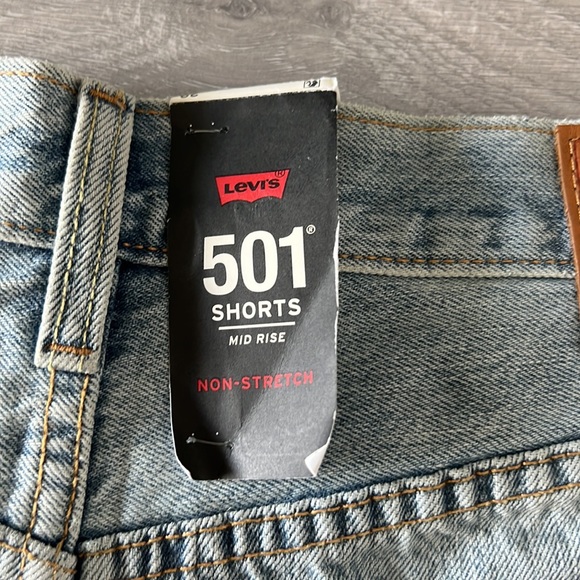 Levi's®
501®
SHORTS
MID RISE
NON-STRETCH